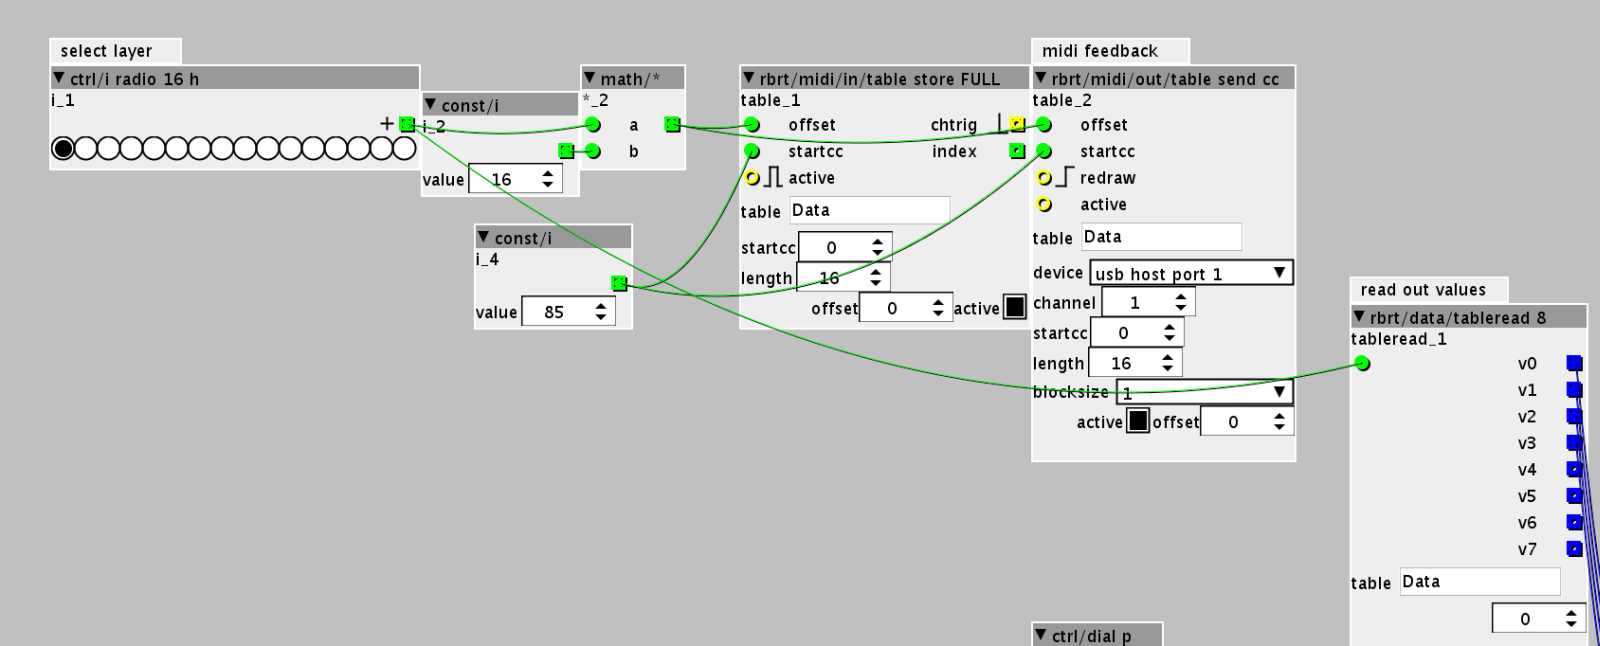 select layer
ctrl/i radio 16 h
i_1
+
const/i
i_2
value 16
math/*
*_2
a
b
const/i
i_4
value 85
rbrt/midi/in/table store FULL
table_1
offset chtrig
startcc index
active
table Data
startcc 0
length 16
offset 0 active
midi feedback
rbrt/midi/out/table send cc
table_2
offset
startcc
redraw
active
table Data
device usb host port 1
channel 1
startcc 0
length 16
blocksize 1
active offset 0
read out values
rbrt/data/tableread 8
tableread_1
v0
v1
v2
v3
v4
v5
v6
v7
table Data
0
ctrl/dial p